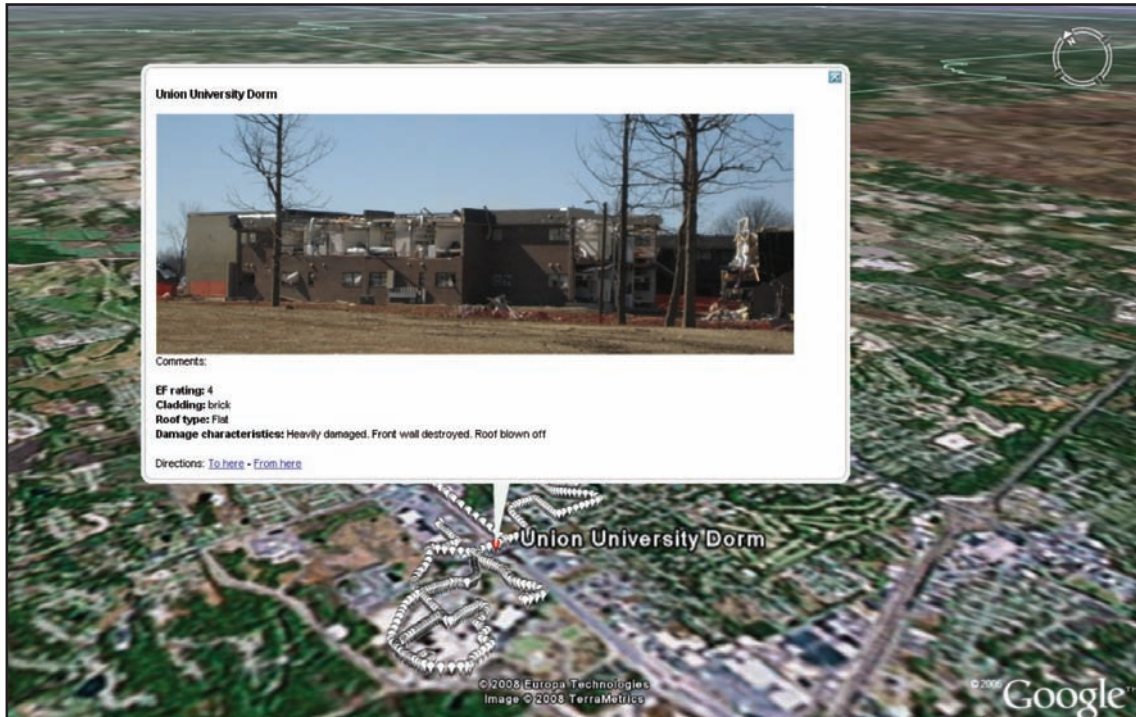 N
Union University Dorm
Comments:
EF rating: 4
Cladding: brick
Roof type: Flat
Damage characteristics: Heavily damaged. Front wall destroyed. Roof blown off
Directions: To here - From here
Union University Dorm
© 2008 Europa Technologies
Image © 2008 TerraMetrics
Google™